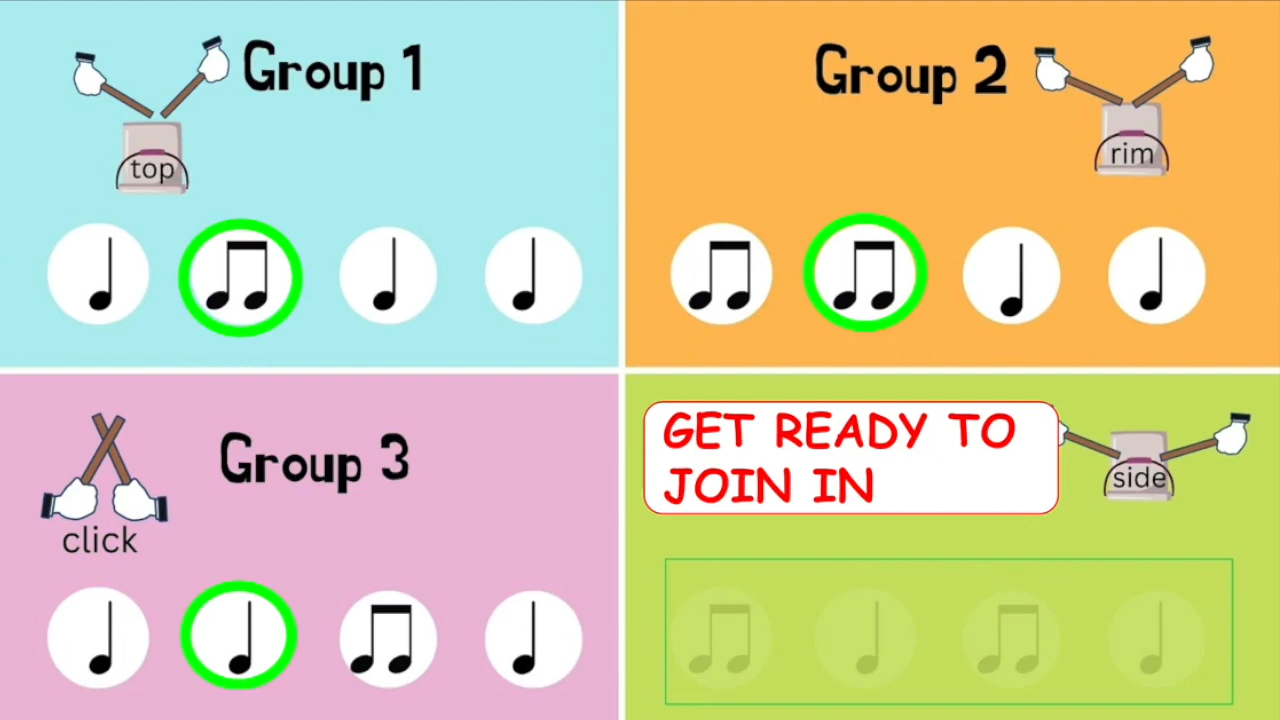 Group 1
top
Group 2
rim
Group 3
click
GET READY TO
JOIN IN
side